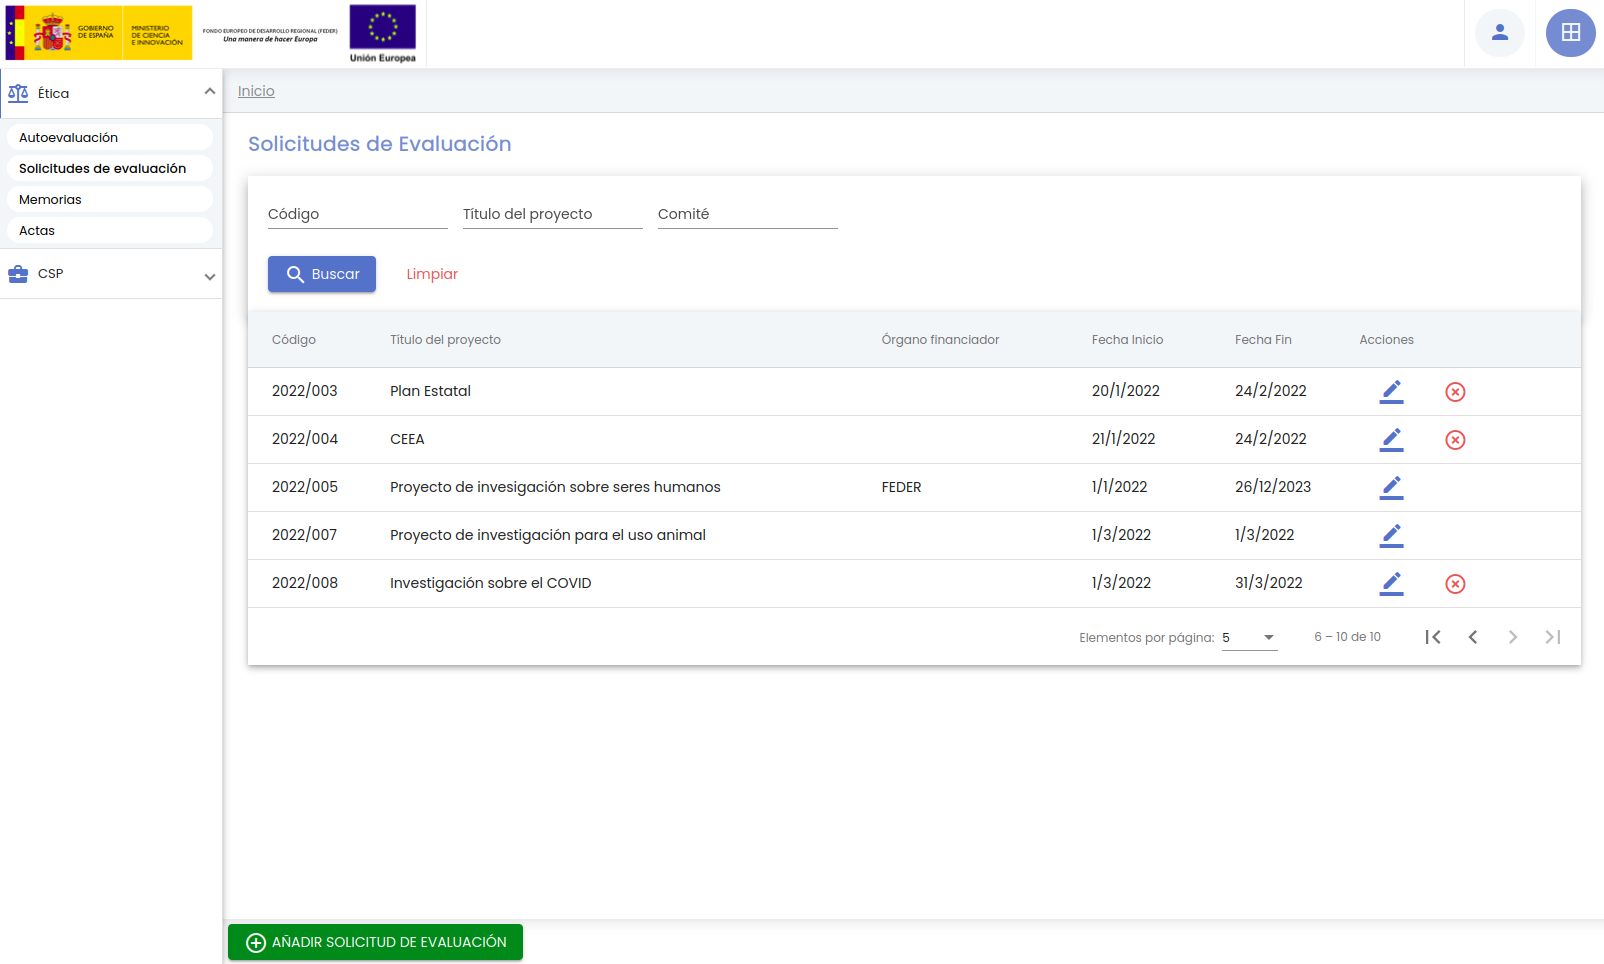 GOBIERNO
DE ESPAÑA
MINISTERIO
DE CIENCIA
E INNOVACIÓN
FONDO EUROPEO DE DESARROLLO REGIONAL (FEDER)
Una manera de hacer Europa
Unión Europea
Ética
Autoevaluación
Solicitudes de evaluación
Memorias
Actas
CSP
Inicio
Solicitudes de Evaluación
Código Título del proyecto Comité
Buscar Limpiar
Código Título del proyecto Órgano financiador Fecha Inicio Fecha Fin Acciones
2022/003 Plan Estatal 20/1/2022 24/2/2022
2022/004 CEEA 21/1/2022 24/2/2022
2022/005 Proyecto de invesigación sobre seres humanos FEDER 1/1/2022 26/12/2023
2022/007 Proyecto de investigación para el uso animal 1/3/2022 1/3/2022
2022/008 Investigación sobre el COVID 1/3/2022 31/3/2022
Elementos por página: 5 6 – 10 de 10
AÑADIR SOLICITUD DE EVALUACIÓN